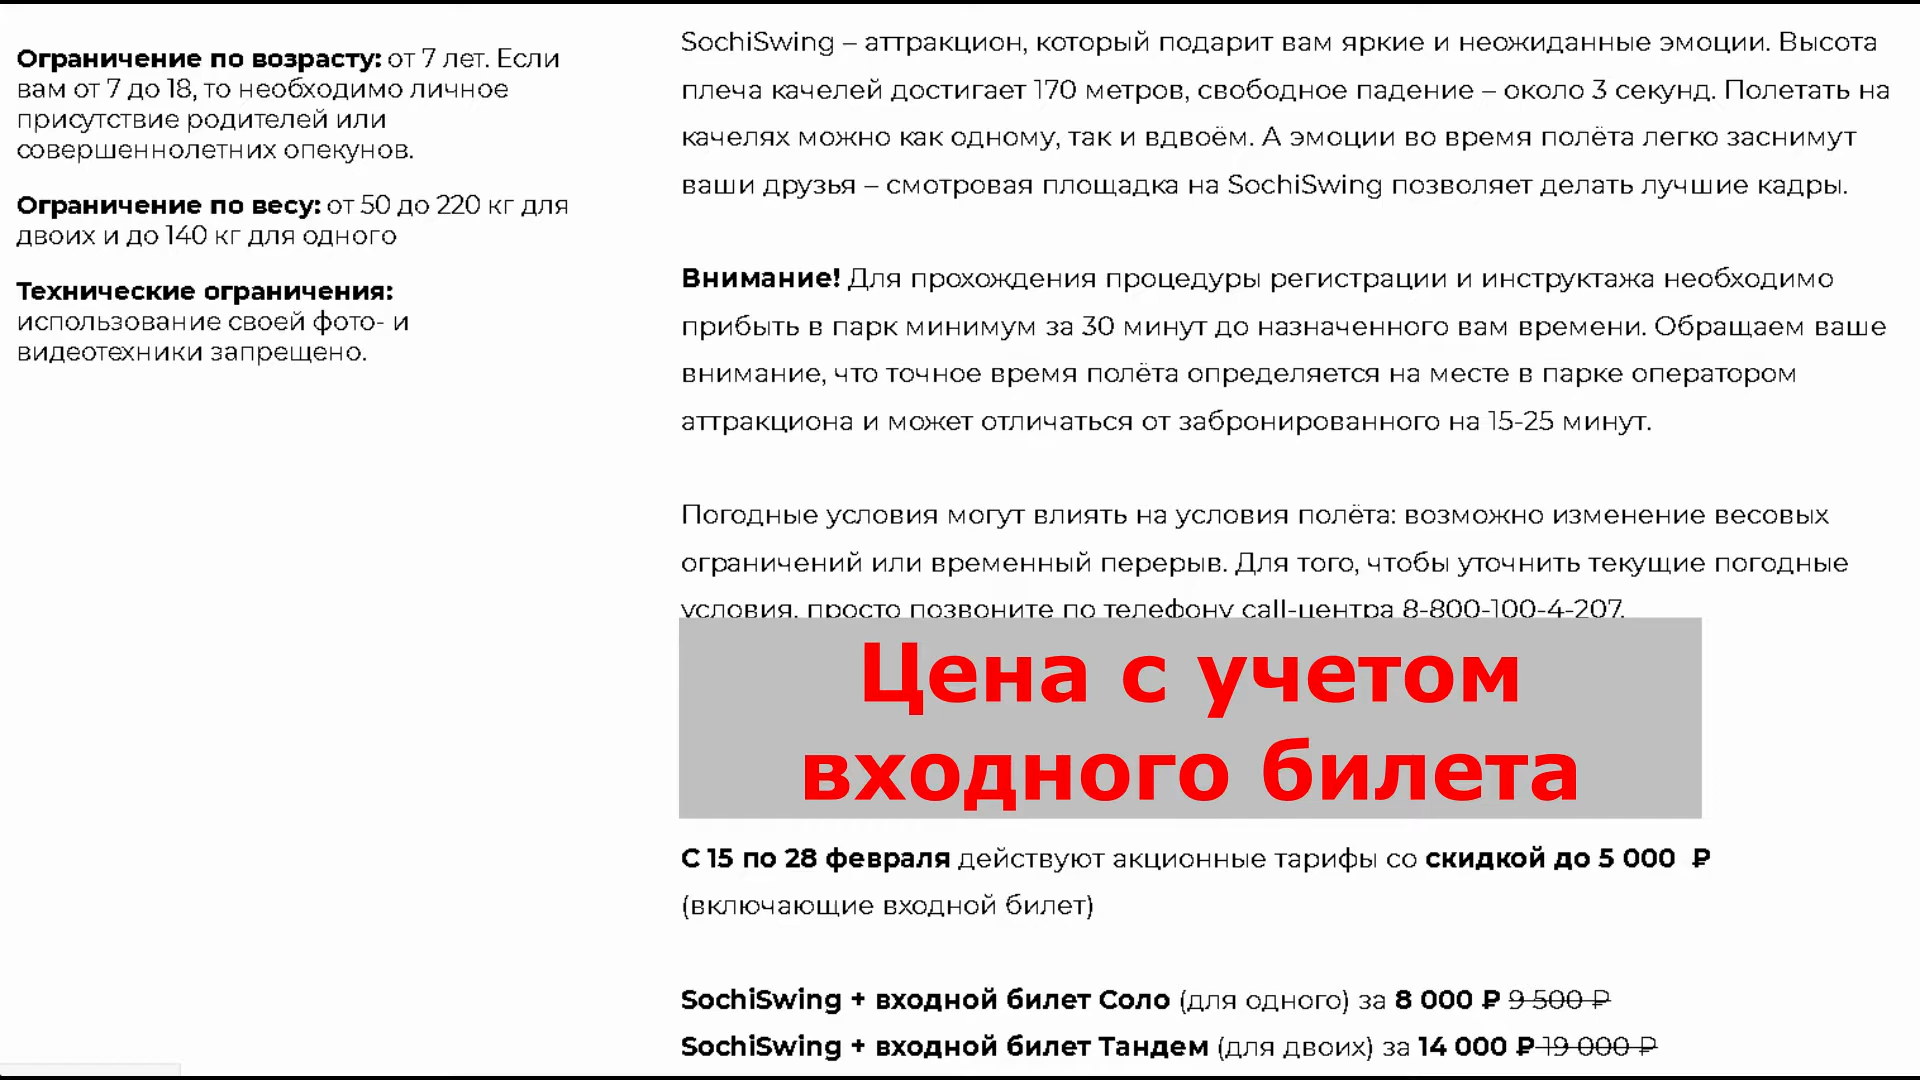 Ограничение по возрасту: от 7 лет. Если
вам от 7 до 18, то необходимо личное
присутствие родителей или
совершеннолетних опекунов.
Ограничение по весу: от 50 до 220 кг для
двоих и до 140 кг для одного
Технические ограничения:
использование своей фото- и
видеотехники запрещено.
SochiSwing – аттракцион, который подарит вам яркие и неожиданные эмоции. Высота
плеча качелей достигает 170 метров, свободное падение – около 3 секунд. Полетать на
качелях можно как одному, так и вдвоём. А эмоции во время полёта легко заснимут
ваши друзья – смотровая площадка на SochiSwing позволяет делать лучшие кадры.
Внимание! Для прохождения процедуры регистрации и инструктажа необходимо
прибыть в парк минимум за 30 минут до назначенного вам времени. Обращаем ваше
внимание, что точное время полёта определяется на месте в парке оператором
аттракциона и может отличаться от забронированного на 15-25 минут.
Погодные условия могут влиять на условия полёта: возможно изменение весовых
ограничений или временный перерыв. Для того, чтобы уточнить текущие погодные
условия, просто позвоните по телефону call-центра 8-800-100-4-207.
Цена с учетом
входного билета
С 15 по 28 февраля действуют акционные тарифы со скидкой до 5 000 ₽
(включающие входной билет)
SochiSwing + входной билет Соло (для одного) за 8 000 ₽ 9 500 ₽
SochiSwing + входной билет Тандем (для двоих) за 14 000 ₽ 19 000 ₽